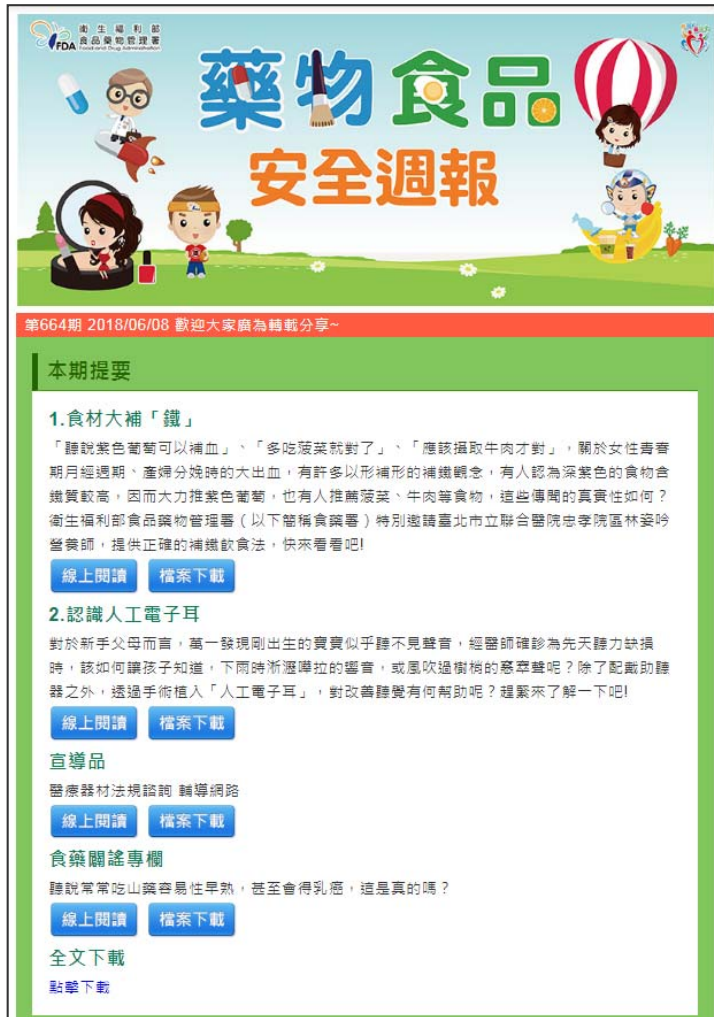 衛生福利部
食品藥物管理署
FDA Food and Drug Administration
藥物食品
安全週報
第664期 2018/06/08 歡迎大家廣為轉載分享~
本期提要
1.食材大補「鐵」
「聽說紫色葡萄可以補血」、「多吃菠菜就對了」、「應該攝取牛肉才對」，關於女性青春
期月經週期、產婦分娩時的大出血，有許多以形補形的補鐵觀念，有人認為深紫色的食物含
鐵質較高，因而大力推紫色葡萄，也有人推薦菠菜、牛肉等食物，這些傳聞的真實性如何？
衛生福利部食品藥物管理署（以下簡稱食藥署）特別邀請臺北市立聯合醫院忠孝院區林姿吟
營養師，提供正確的補鐵飲食法，快來看看吧!
線上閱讀 檔案下載
2.認識人工電子耳
對於新手父母而言，萬一發現剛出生的寶寶似乎聽不見聲音，經醫師確診為先天聽力缺損
時，該如何讓孩子知道，下雨時淅瀝嘩拉的響音，或風吹過樹梢的窸窣聲呢？除了配戴助聽
器之外，透過手術植入「人工電子耳」，對改善聽覺有何幫助呢？趕緊來了解一下吧!
線上閱讀 檔案下載
宣導品
醫療器材法規諮詢 輔導網路
線上閱讀 檔案下載
食藥闢謠專欄
聽說常常吃山藥容易性早熟，甚至會得乳癌，這是真的嗎？
線上閱讀 檔案下載
全文下載
點擊下載